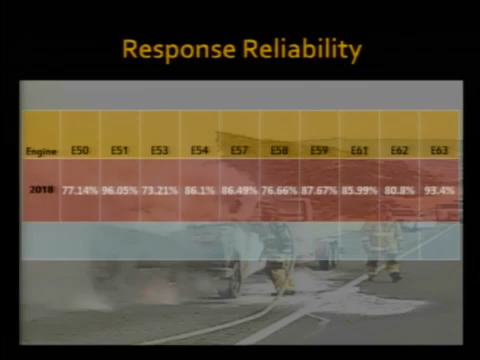 Response Reliability
Engine E50 E51 E53 E54 E57 E58 E59 E61 E62 E63
2018 77.14% 96.05% 73.21% 86.1% 86.49% 76.66% 87.67% 85.99% 80.8% 93.4%